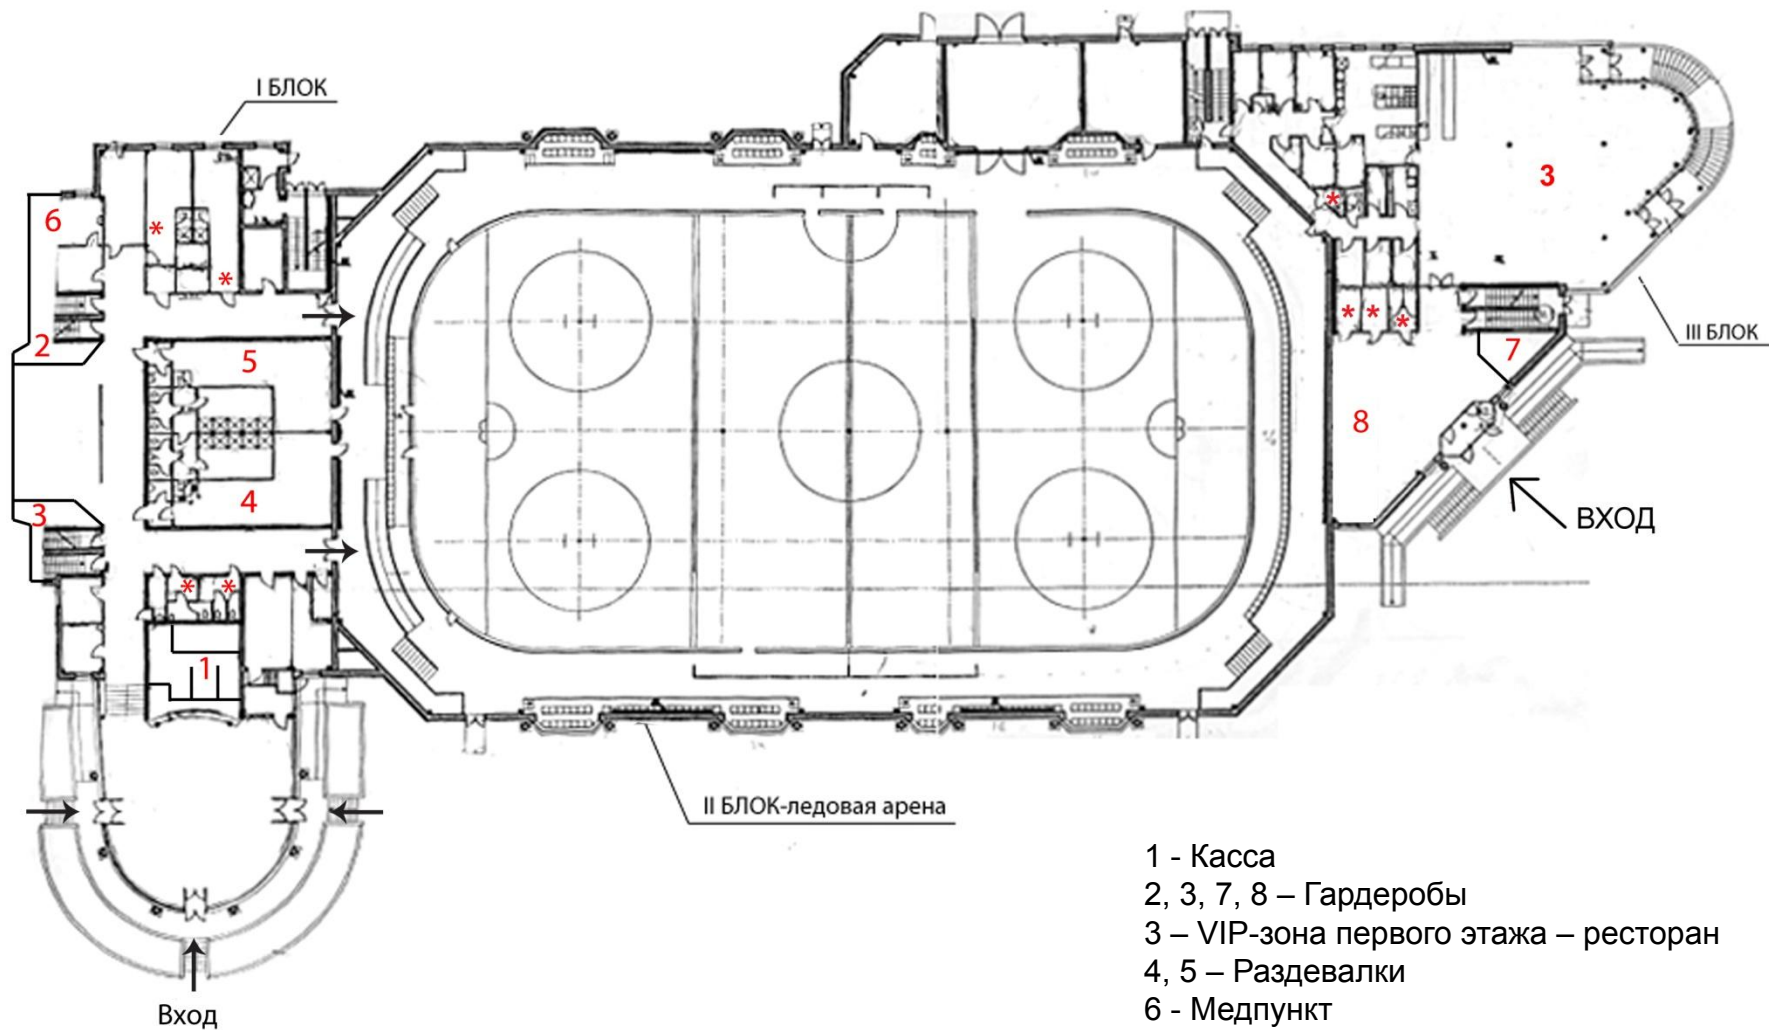 I БЛОК
6
*
*
3
*
2
5
* * *
III БЛОК
7
8
4
3
ВХОД
* *
1
II БЛОК-ледовая арена
Вход
1 - Касса
2, 3, 7, 8 – Гардеробы
3 – VIP-зона первого этажа – ресторан
4, 5 – Раздевалки
6 - Медпункт